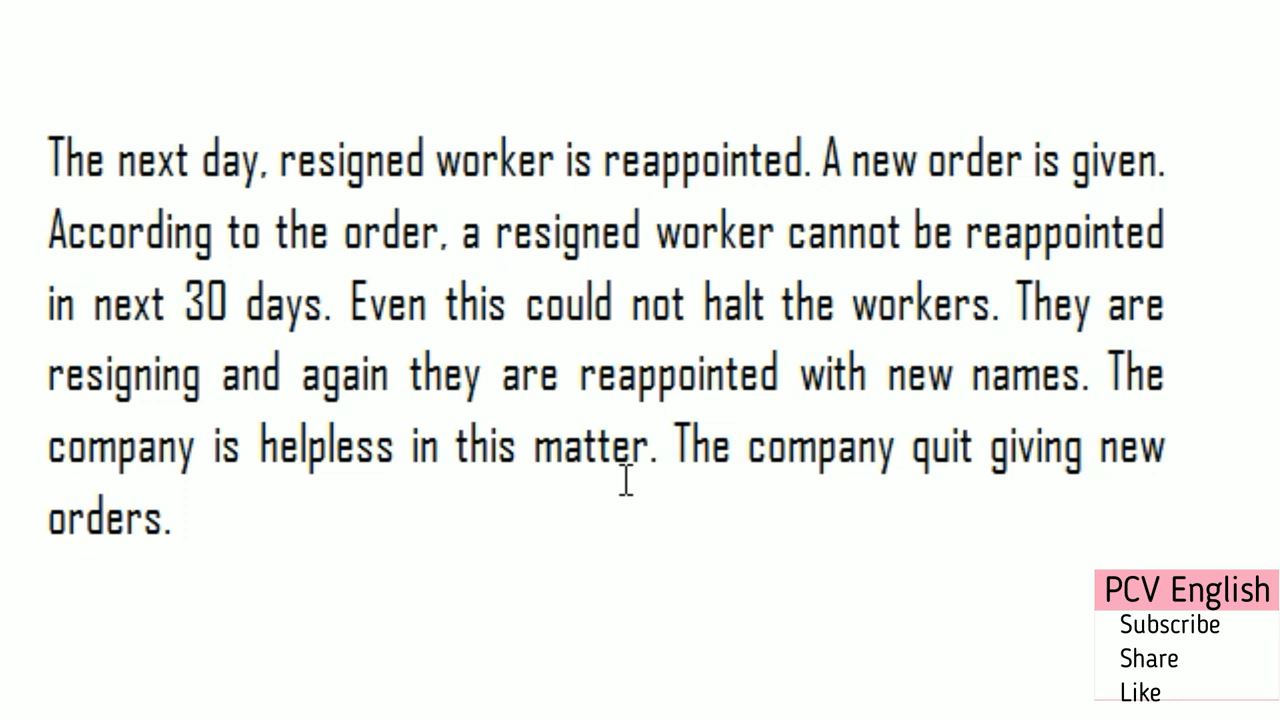 The next day, resigned worker is reappointed. A new order is given.
According to the order, a resigned worker cannot be reappointed
in next 30 days. Even this could not halt the workers. They are
resigning and again they are reappointed with new names. The
company is helpless in this matter. The company quit giving new
orders.
PCV English
Subscribe
Share
Like